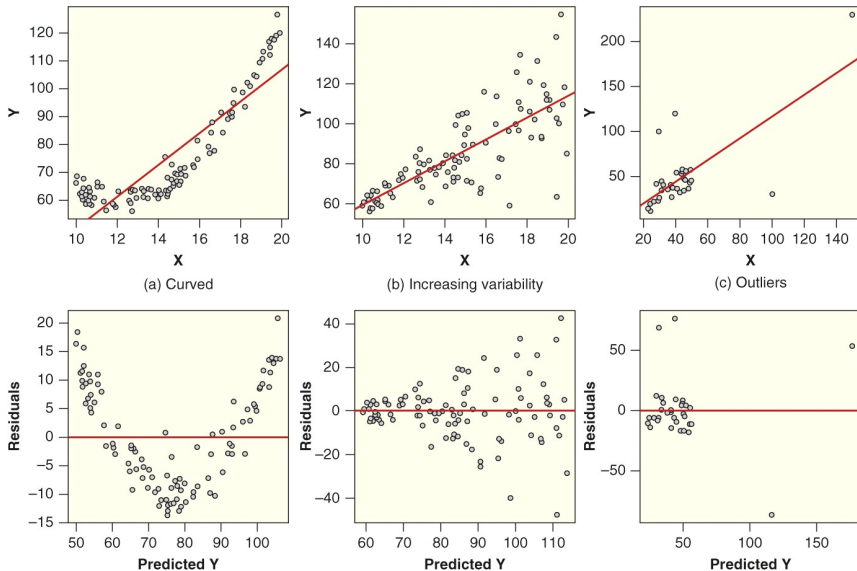 120
110
100
90
80
70
60
Y
10 12 14 16 18 20
X
(a) Curved
140
120
100
80
60
Y
10 12 14 16 18 20
X
(b) Increasing variability
200
150
100
50
Y
20 40 60 80 100 120 140
X
(c) Outliers
20
15
10
5
0
−5
−10
−15
Residuals
50 60 70 80 90 100
Predicted Y
40
20
0
−20
−40
Residuals
60 70 80 90 100 110
Predicted Y
50
0
−50
Residuals
50 100 150
Predicted Y